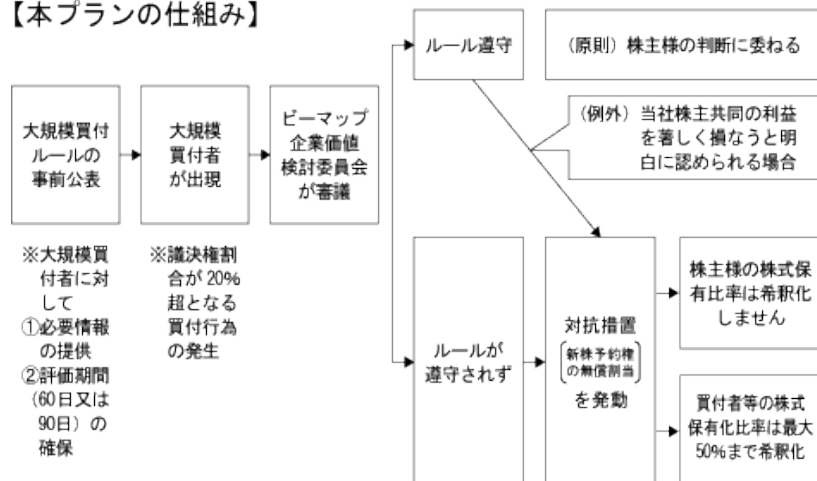 【本プランの仕組み】
大規模買付
ルールの
事前公表
※大規模買
付者に対
して
①必要情報
の提供
②評価期間
(60日又は
90日)の
確保
大規模
買付者
が出現
※議決権割
合が20%
超となる
買付行為
の発生
ビーマップ
企業価値
検討委員会
が審議
ルール遵守
(原則)株主様の判断に委ねる
(例外)当社株主共同の利益
を著しく損なうと明
白に認められる場合
ルールが
遵守されず
対抗措置
新株予約権
の無償割当
を発動
株主様の株式保
有比率は希釈化
しません
買付者等の株式
保有化比率は最大
50%まで希釈化